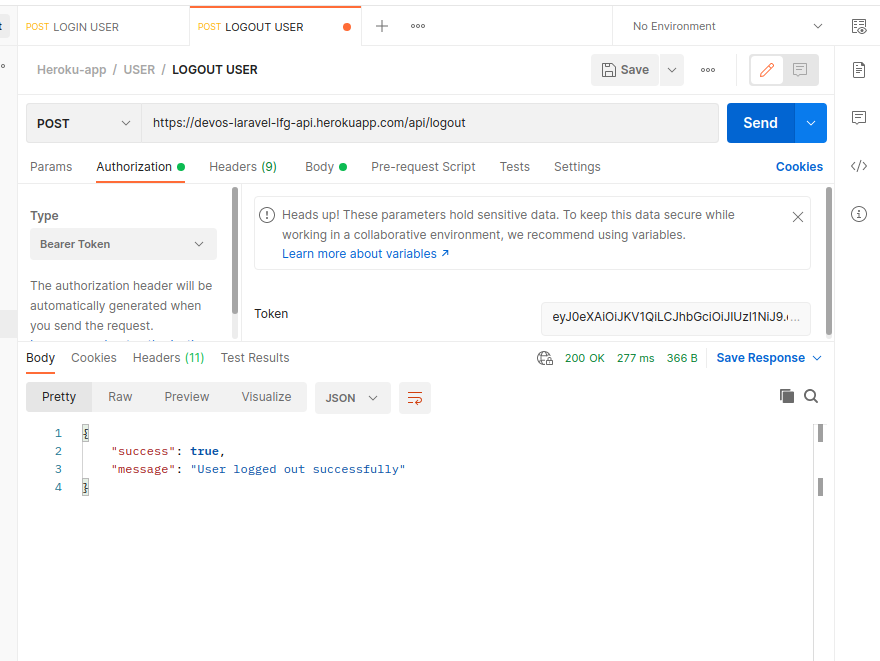 POST LOGIN USER
POST LOGOUT USER
No Environment
Heroku-app / USER / LOGOUT USER
Save
POST
https://devos-laravel-lfg-api.herokuapp.com/api/logout
Send
Params Authorization Headers (9) Body Pre-request Script Tests Settings Cookies
Type
Bearer Token
The authorization header will be
automatically generated when
you send the request.
Heads up! These parameters hold sensitive data. To keep this data secure while
working in a collaborative environment, we recommend using variables.
Learn more about variables ↗
Token
eyJ0eXAiOiJKV1QiLCJhbGciOiJIUzI1NiJ9....
Body Cookies Headers (11) Test Results
200 OK 277 ms 366 B Save Response
Pretty Raw Preview Visualize JSON
1 {
2 "success": true,
3 "message": "User logged out successfully"
4 }